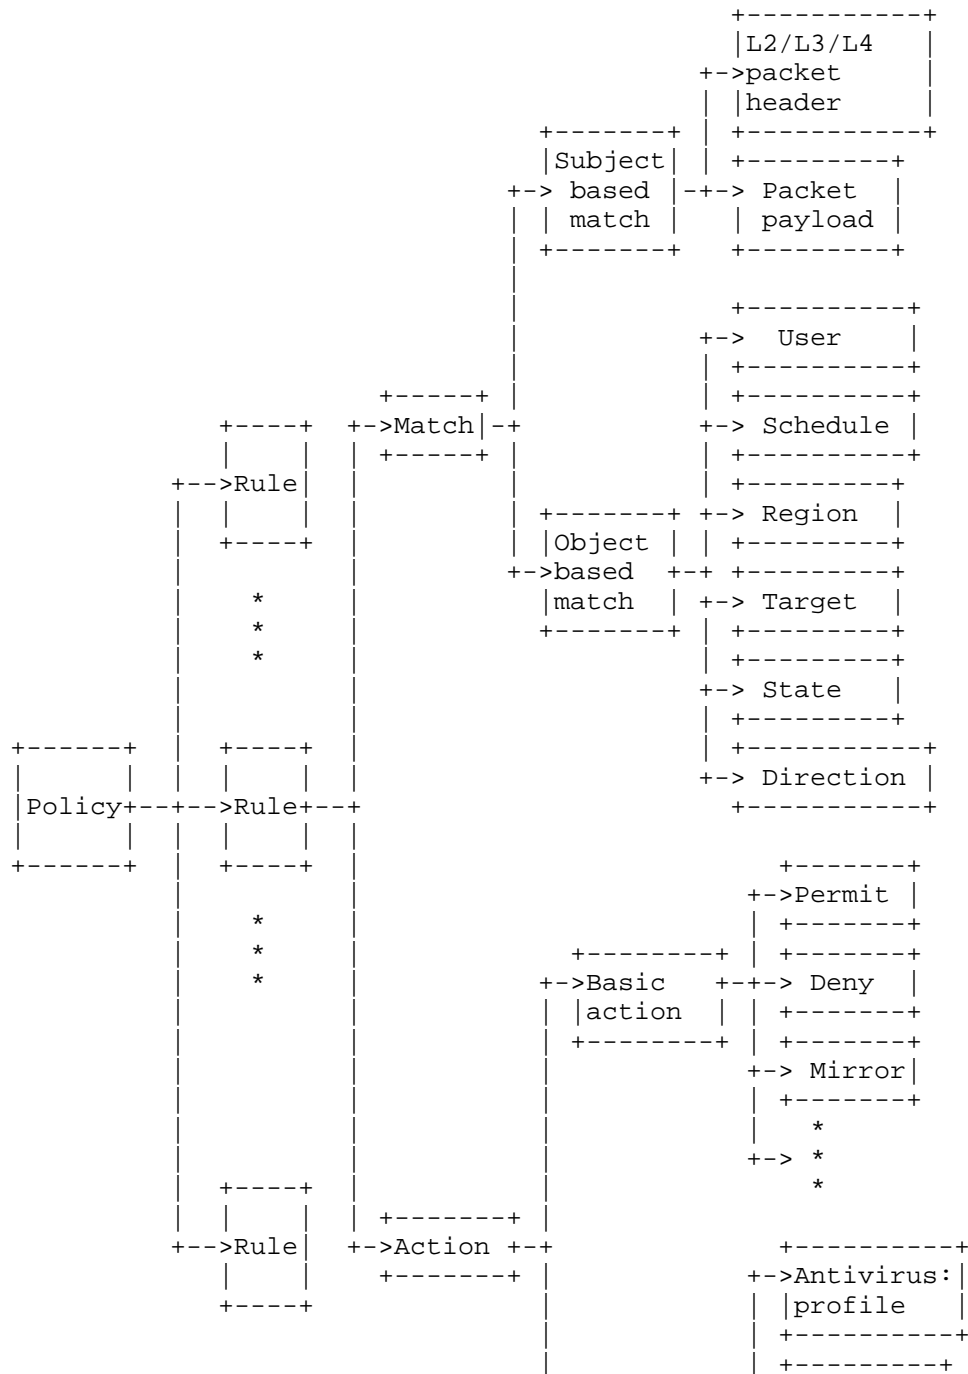 L2/L3/L4
packet
header
Subject
based
match
Packet
payload
User
Match
Schedule
Rule
Region
Object
based
match
Target
*
*
*
State
Policy
Rule
Direction
Permit
*
*
*
Basic
action
Deny
Mirror
*
*
*
Rule
Action
Antivirus:
profile